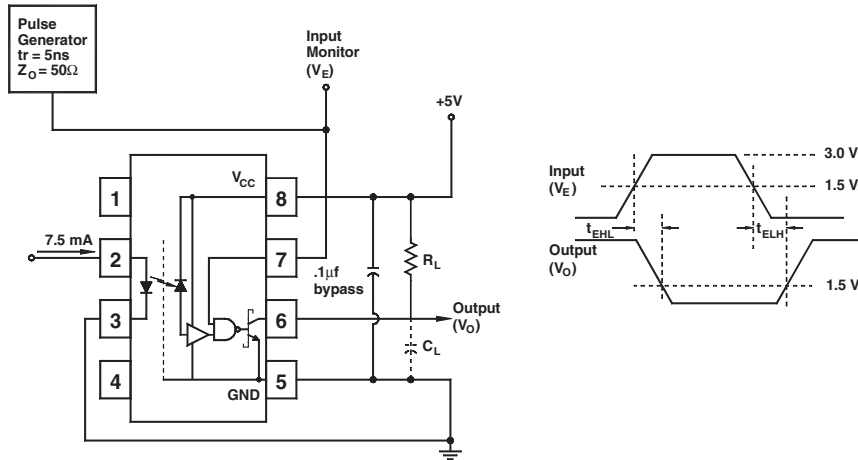 Pulse
Generator
tr = 5ns
ZO = 50Ω
Input
Monitor
(VE)
+5V
1
VCC
8
7.5 mA
2
7
.1µf
bypass
RL
3
6
Output
(VO)
CL
4
GND
5
Input
(VE)
3.0 V
1.5 V
tEHL
tELH
Output
(VO)
1.5 V